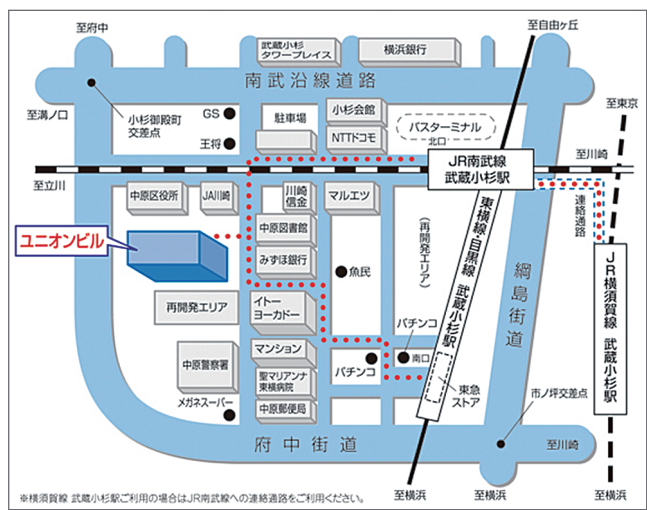 至府中
至自由ヶ丘
武蔵小杉
タワープレイス
横浜銀行
南武沿線道路
至東京
至溝ノ口
小杉御殿町
交差点
GS
王将
駐車場
小杉会館
NTTドコモ
バスターミナル
北口
JR南武線
武蔵小杉駅
至川崎
至立川
中原区役所
JA川崎
川崎
信金
マルエツ
連絡通路
ユニオンビル
中原図書館
みずほ銀行
魚民
(再開発エリア)
東横線・目黒線 武蔵小杉駅
綱島街道
JR横須賀線 武蔵小杉駅
再開発エリア
イトー
ヨーカドー
パチンコ
南口
中原警察署
マンション
聖マリアンナ
東横病院
パチンコ
東急
ストア
メガネスーパー
中原郵便局
市ノ坪交差点
府中街道
至川崎
至横浜
至横浜
至横浜
※横須賀線 武蔵小杉駅ご利用の場合はJR南武線への連絡通路をご利用ください。